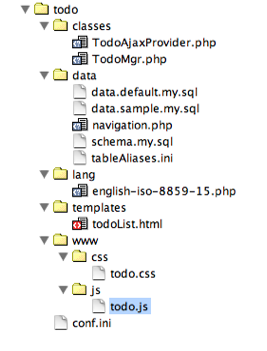 todo
classes
TodoAjaxProvider.php
TodoMgr.php
data
data.default.my.sql
data.sample.my.sql
navigation.php
schema.my.sql
tableAliases.ini
lang
english-iso-8859-15.php
templates
todoList.html
www
css
todo.css
js
todo.js
conf.ini